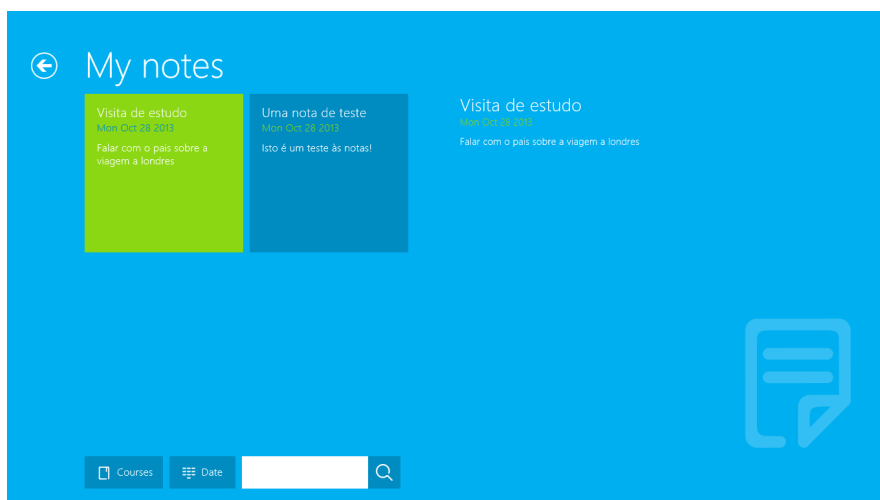 My notes
Visita de estudo
Mon Oct 28 2013
Falar com o pais sobre a
viagem a londres
Uma nota de teste
Mon Oct 28 2013
Isto é um teste às notas!
Visita de estudo
Mon Oct 28 2013
Falar com o pais sobre a viagem a londres
Courses
Date